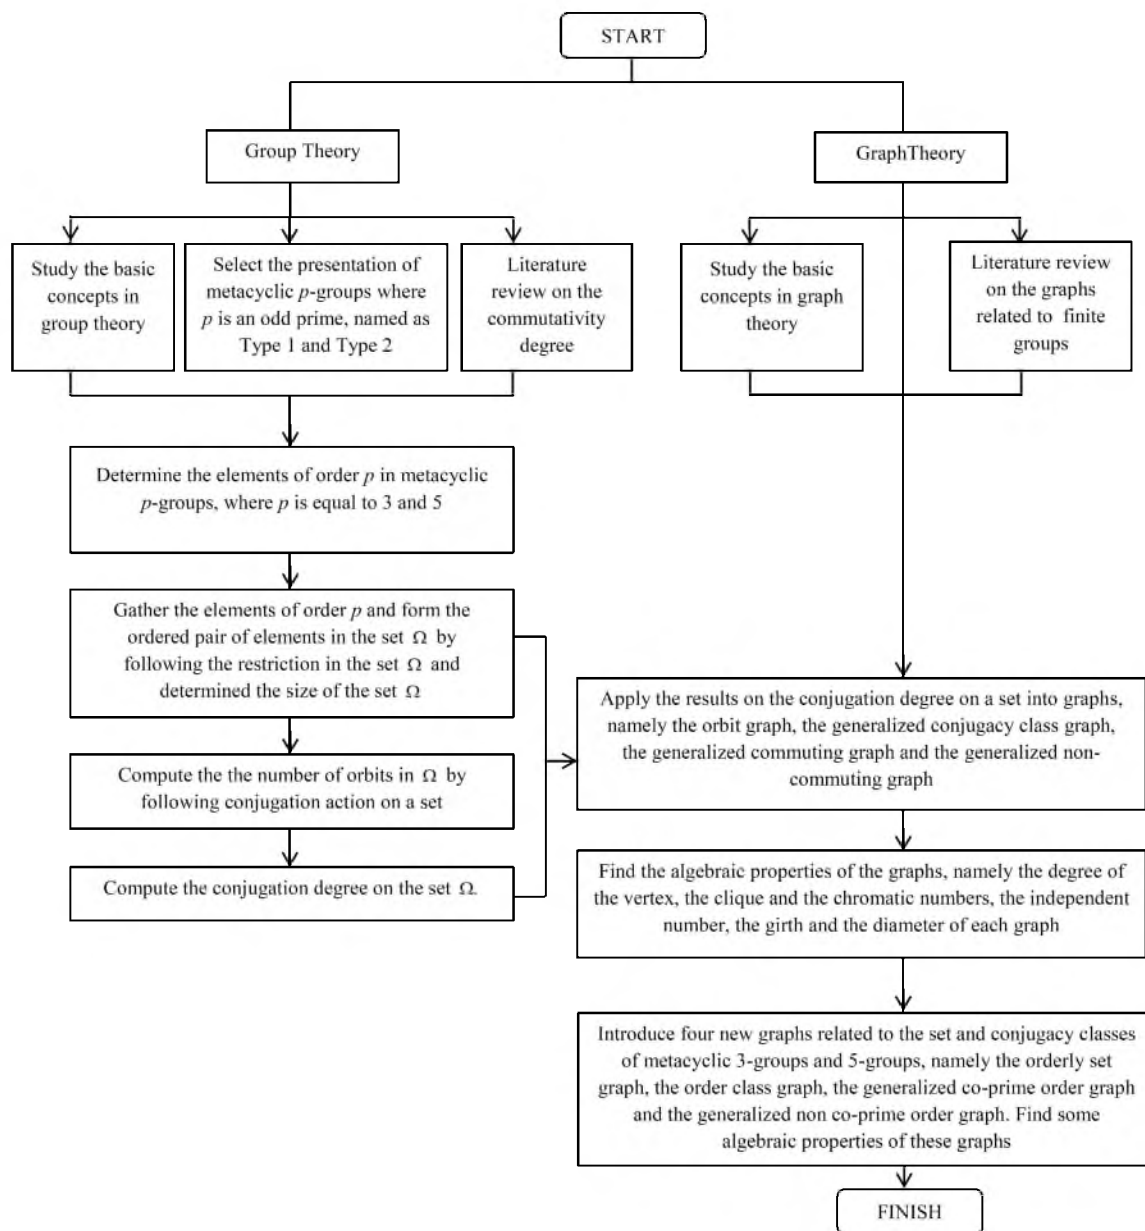 START
Group Theory
GraphTheory
Study the basic
concepts in
group theory
Select the presentation of
metacyclic p-groups where
p is an odd prime, named as
Type 1 and Type 2
Literature
review on the
commutativity
degree
Study the basic
concepts in graph
theory
Literature review
on the graphs
related to finite
groups
Determine the elements of order p in metacyclic
p-groups, where p is equal to 3 and 5
Gather the elements of order p and form the
ordered pair of elements in the set Ω by
following the restriction in the set Ω and
determined the size of the set Ω
Compute the the number of orbits in Ω by
following conjugation action on a set
Compute the conjugation degree on the set Ω.
Apply the results on the conjugation degree on a set into graphs,
namely the orbit graph, the generalized conjugacy class graph,
the generalized commuting graph and the generalized non-
commuting graph
Find the algebraic properties of the graphs, namely the degree of
the vertex, the clique and the chromatic numbers, the independent
number, the girth and the diameter of each graph
Introduce four new graphs related to the set and conjugacy classes
of metacyclic 3-groups and 5-groups, namely the orderly set
graph, the order class graph, the generalized co-prime order graph
and the generalized non co-prime order graph. Find some
algebraic properties of these graphs
FINISH